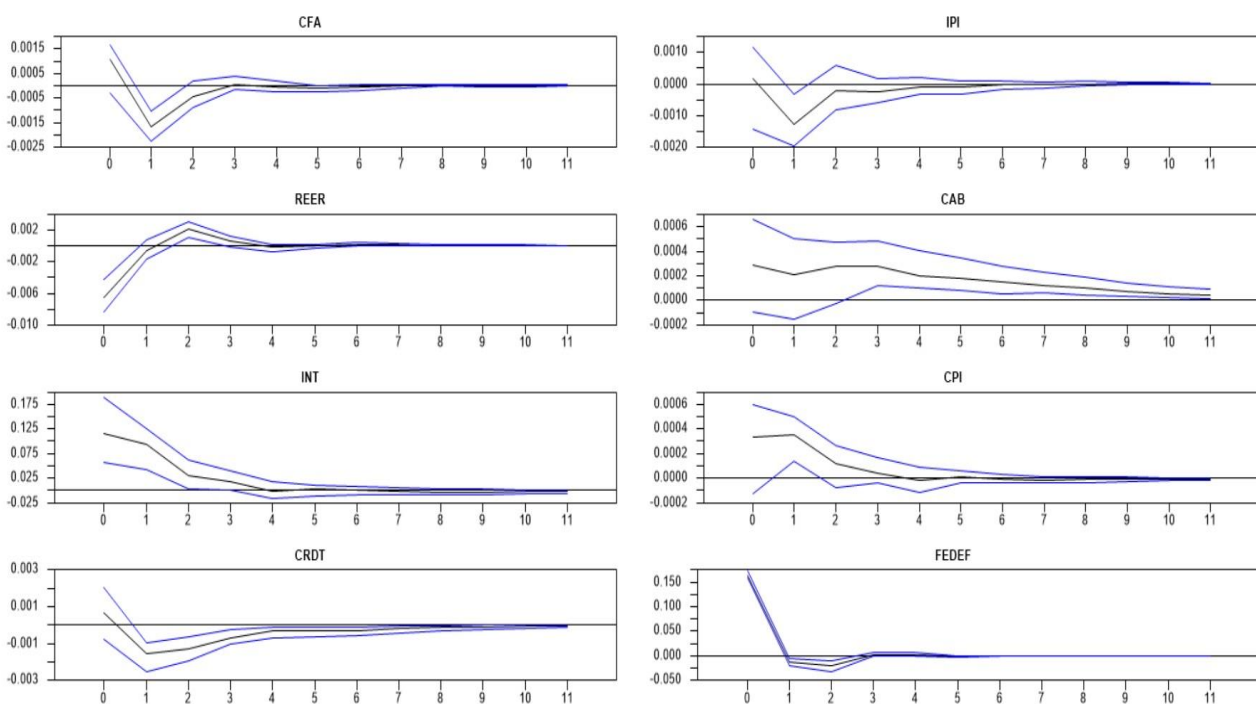 CFA
0.0015
0.0005
-0.0005
-0.0015
-0.0025
0 1 2 3 4 5 6 7 8 9 10 11
IPI
0.0010
0.0000
-0.0010
-0.0020
0 1 2 3 4 5 6 7 8 9 10 11
REER
0.002
-0.002
-0.006
-0.010
0 1 2 3 4 5 6 7 8 9 10 11
CAB
0.0006
0.0004
0.0002
0.0000
-0.0002
0 1 2 3 4 5 6 7 8 9 10 11
INT
0.175
0.125
0.075
0.025
-0.025
0 1 2 3 4 5 6 7 8 9 10 11
CPI
0.0006
0.0004
0.0002
0.0000
-0.0002
0 1 2 3 4 5 6 7 8 9 10 11
CRDT
0.003
0.001
-0.001
-0.003
0 1 2 3 4 5 6 7 8 9 10 11
FEDEF
0.150
0.100
0.050
0.000
-0.050
0 1 2 3 4 5 6 7 8 9 10 11